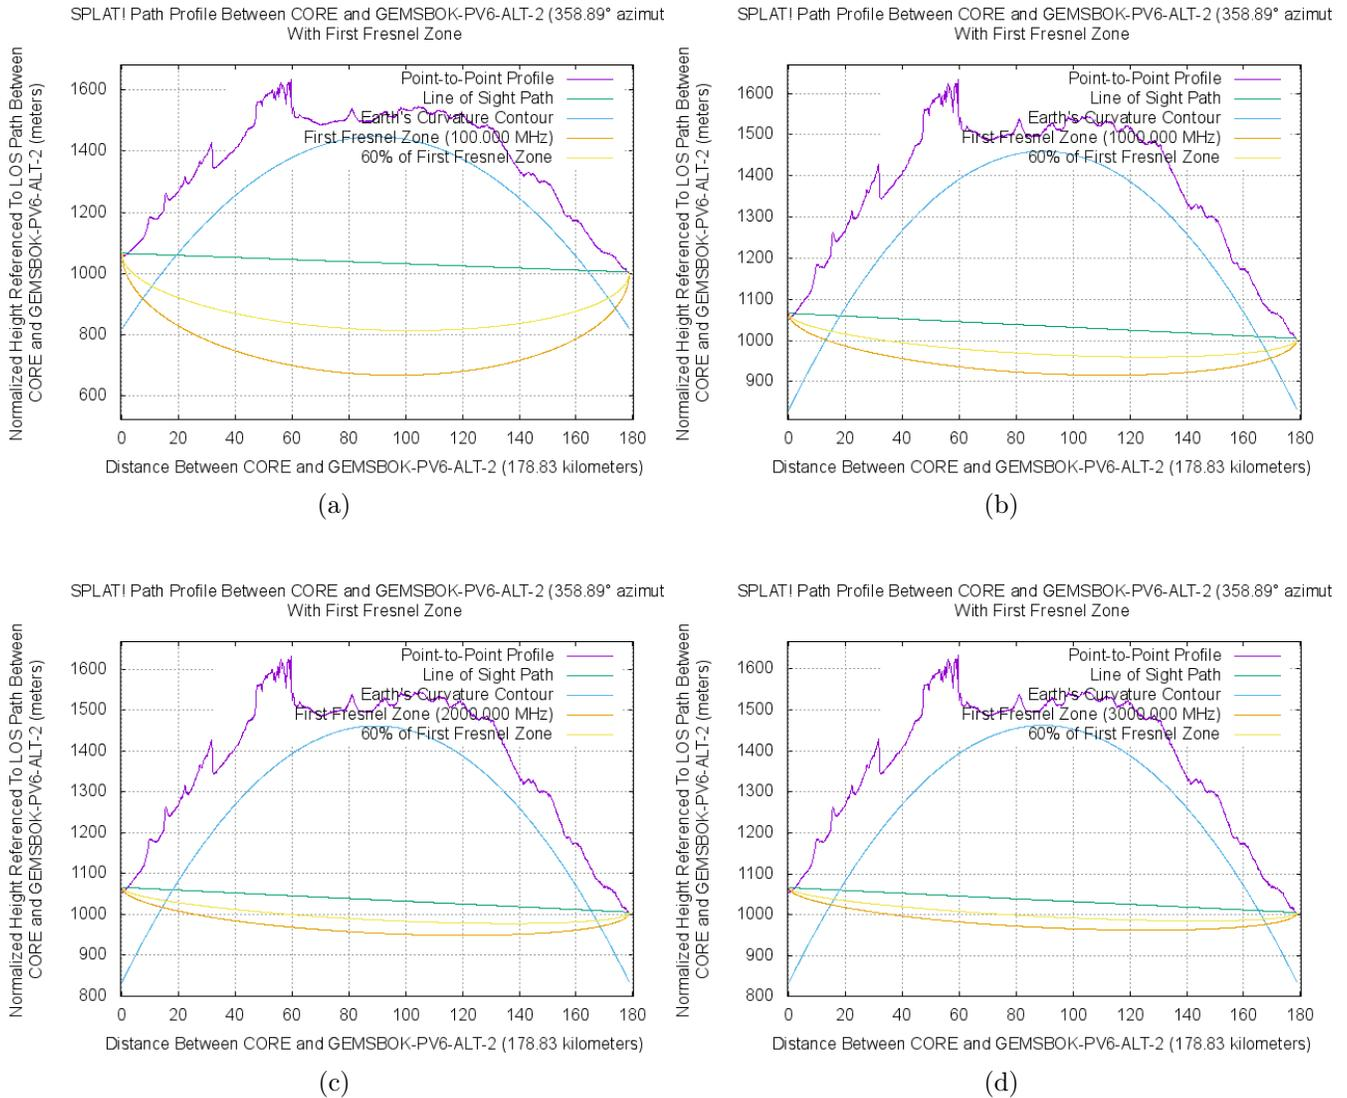 SPLAT! Path Profile Between CORE and GEMSBOK-PV6-ALT-2 (358.89° azimut
With First Fresnel Zone
Normalized Height Referenced To LOS Path Between
CORE and GEMSBOK-PV6-ALT-2 (meters)
1600
1400
1200
1000
800
600
Point-to-Point Profile
Line of Sight Path
Earth's Curvature Contour
First Fresnel Zone (100.000 MHz)
60% of First Fresnel Zone
0 20 40 60 80 100 120 140 160 180
Distance Between CORE and GEMSBOK-PV6-ALT-2 (178.83 kilometers)
(a)
SPLAT! Path Profile Between CORE and GEMSBOK-PV6-ALT-2 (358.89° azimut
With First Fresnel Zone
Normalized Height Referenced To LOS Path Between
CORE and GEMSBOK-PV6-ALT-2 (meters)
1600
1500
1400
1300
1200
1100
1000
900
Point-to-Point Profile
Line of Sight Path
Earth's Curvature Contour
First Fresnel Zone (1000.000 MHz)
60% of First Fresnel Zone
0 20 40 60 80 100 120 140 160 180
Distance Between CORE and GEMSBOK-PV6-ALT-2 (178.83 kilometers)
(b)
SPLAT! Path Profile Between CORE and GEMSBOK-PV6-ALT-2 (358.89° azimut
With First Fresnel Zone
Normalized Height Referenced To LOS Path Between
CORE and GEMSBOK-PV6-ALT-2 (meters)
1600
1500
1400
1300
1200
1100
1000
900
800
Point-to-Point Profile
Line of Sight Path
Earth's Curvature Contour
First Fresnel Zone (2000.000 MHz)
60% of First Fresnel Zone
0 20 40 60 80 100 120 140 160 180
Distance Between CORE and GEMSBOK-PV6-ALT-2 (178.83 kilometers)
(c)
SPLAT! Path Profile Between CORE and GEMSBOK-PV6-ALT-2 (358.89° azimut
With First Fresnel Zone
Normalized Height Referenced To LOS Path Between
CORE and GEMSBOK-PV6-ALT-2 (meters)
1600
1500
1400
1300
1200
1100
1000
900
800
Point-to-Point Profile
Line of Sight Path
Earth's Curvature Contour
First Fresnel Zone (3000.000 MHz)
60% of First Fresnel Zone
0 20 40 60 80 100 120 140 160 180
Distance Between CORE and GEMSBOK-PV6-ALT-2 (178.83 kilometers)
(d)